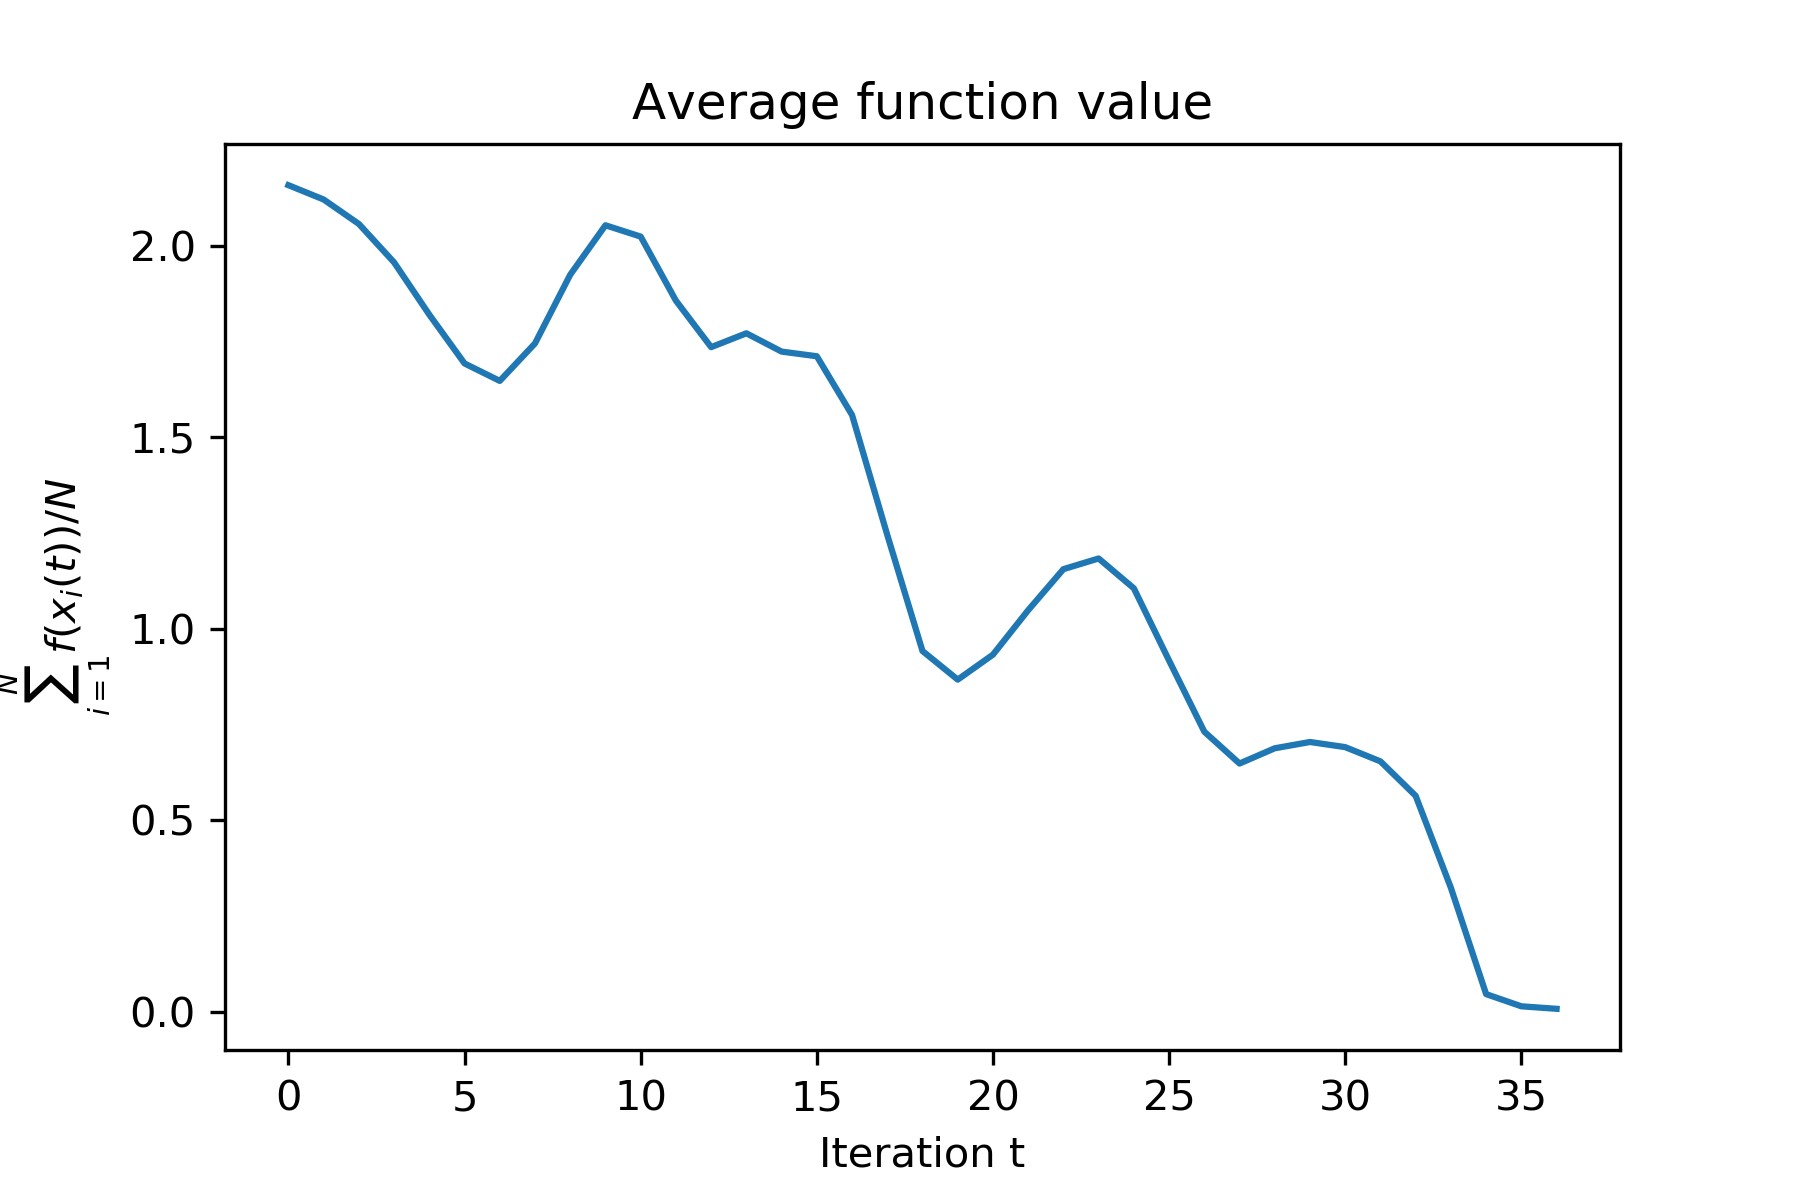 Average function value
2.0
1.5
1.0
0.5
0.0
N
∑ f(x_i(t))/N
i = 1
0 5 10 15 20 25 30 35
Iteration t